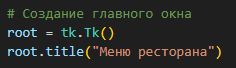 # Создание главного окна
root = tk.Tk()
root.title("Меню ресторана")